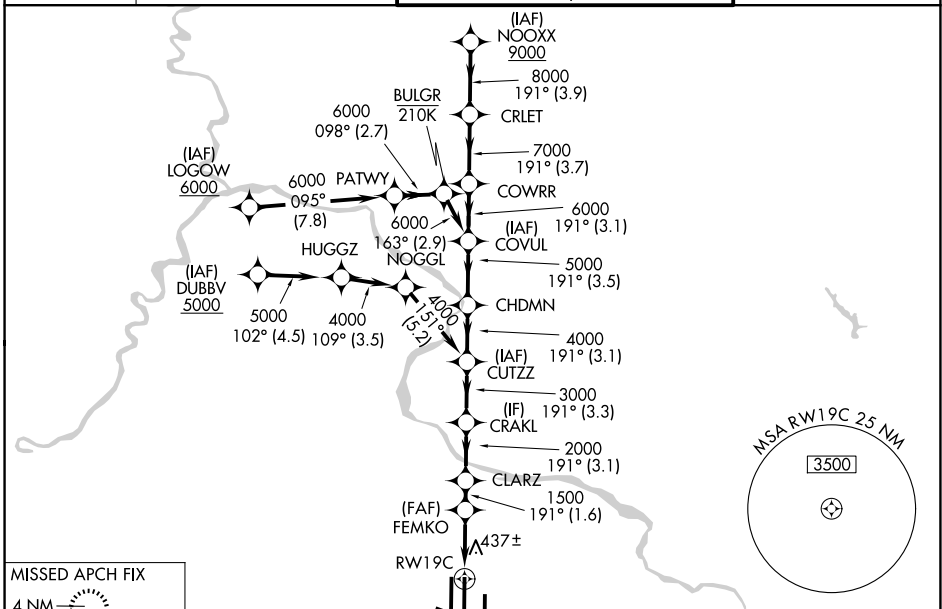 (IAF)
NOOXX
9000
8000
191° (3.9)
BULGR
210K
CRLET
6000
098° (2.7)
7000
191° (3.7)
(IAF)
LOGOW
6000
6000
095°
(7.8)
PATWY
COWRR
6000
191° (3.1)
6000
163° (2.9)
(IAF)
COVUL
HUGGZ
NOGGL
5000
191° (3.5)
(IAF)
DUBBV
5000
5000
102° (4.5)
4000
109° (3.5)
4000
151°
(5.2)
CHDMN
4000
191° (3.1)
(IAF)
CUTZZ
3000
191° (3.3)
(IF)
CRAKL
2000
191° (3.1)
CLARZ
1500
191° (1.6)
(FAF)
FEMKO
437±
RW19C
MSA RW19C 25 NM
3500
MISSED APCH FIX
4 NM